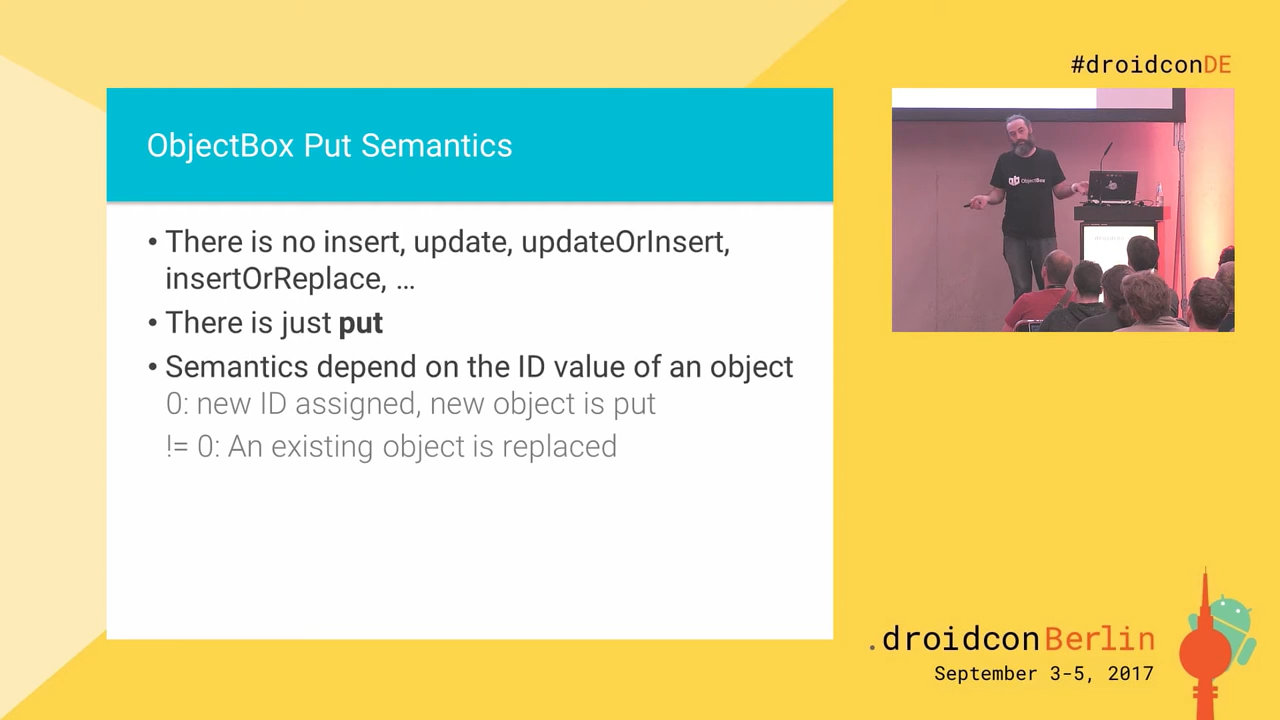 #droidconDE
ObjectBox Put Semantics
• There is no insert, update, updateOrInsert,
insertOrReplace, …
• There is just put
• Semantics depend on the ID value of an object
0: new ID assigned, new object is put
!= 0: An existing object is replaced
ObjectBox
.droidconBerlin
September 3-5, 2017